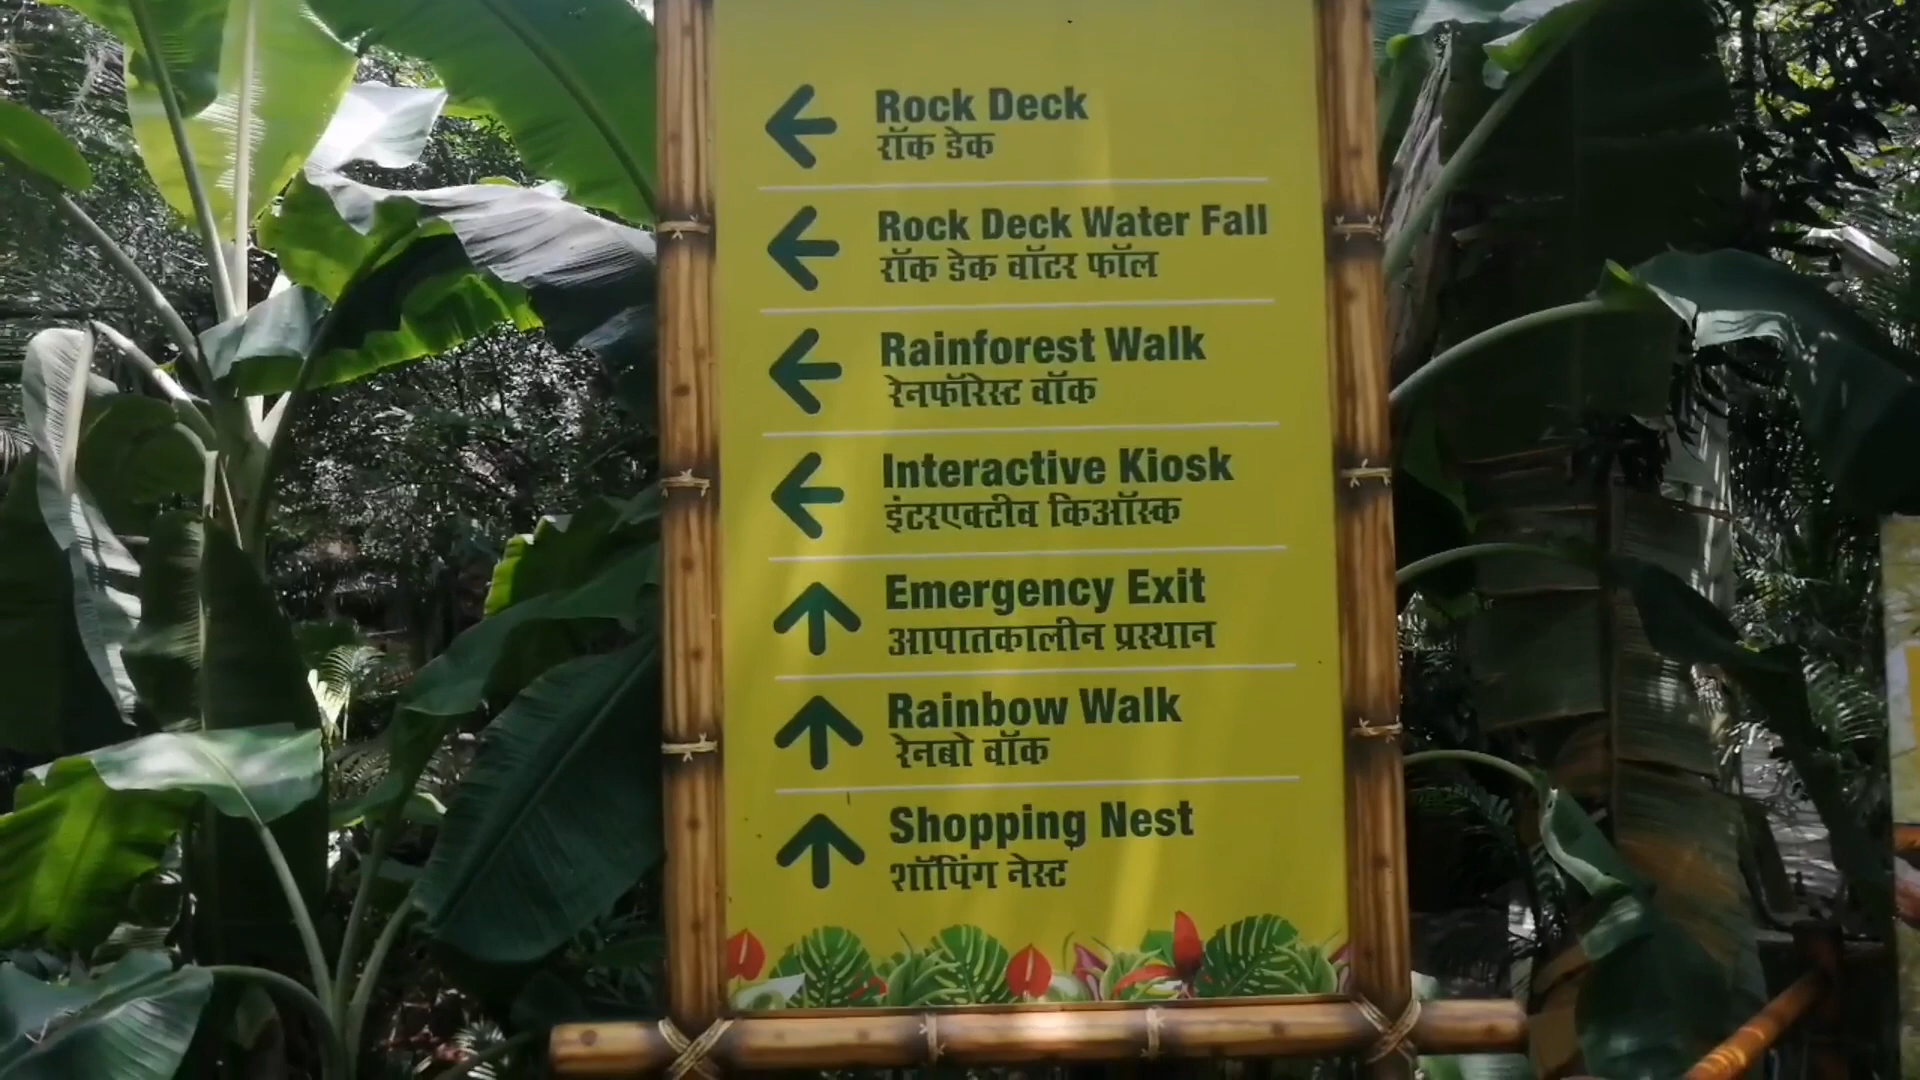 Rock Deck
रॉक डेक
Rock Deck Water Fall
रॉक डेक वॉटर फॉल
Rainforest Walk
रेनफॉरेस्ट वॉक
Interactive Kiosk
इंटरएक्टीव किऑस्क
Emergency Exit
आपातकालीन प्रस्थान
Rainbow Walk
रेनबो वॉक
Shopping Nest
शॉपिंग नेस्ट